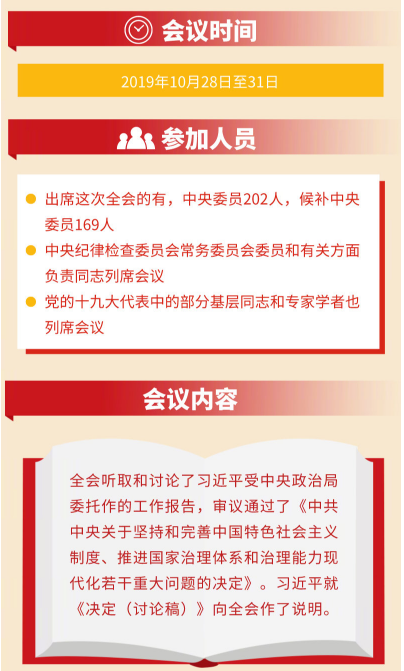 会议时间
2019年10月28日至31日
参加人员
出席这次全会的有，中央委员202人，候补中央
委员169人
中央纪律检查委员会常务委员会委员和有关方面
负责同志列席会议
党的十九大代表中的部分基层同志和专家学者也
列席会议
会议内容
全会听取和讨论了习近平受中央政治局
委托作的工作报告，审议通过了《中共
中央关于坚持和完善中国特色社会主义
制度、推进国家治理体系和治理能力现
代化若干重大问题的决定》。习近平就
《决定（讨论稿）》向全会作了说明。